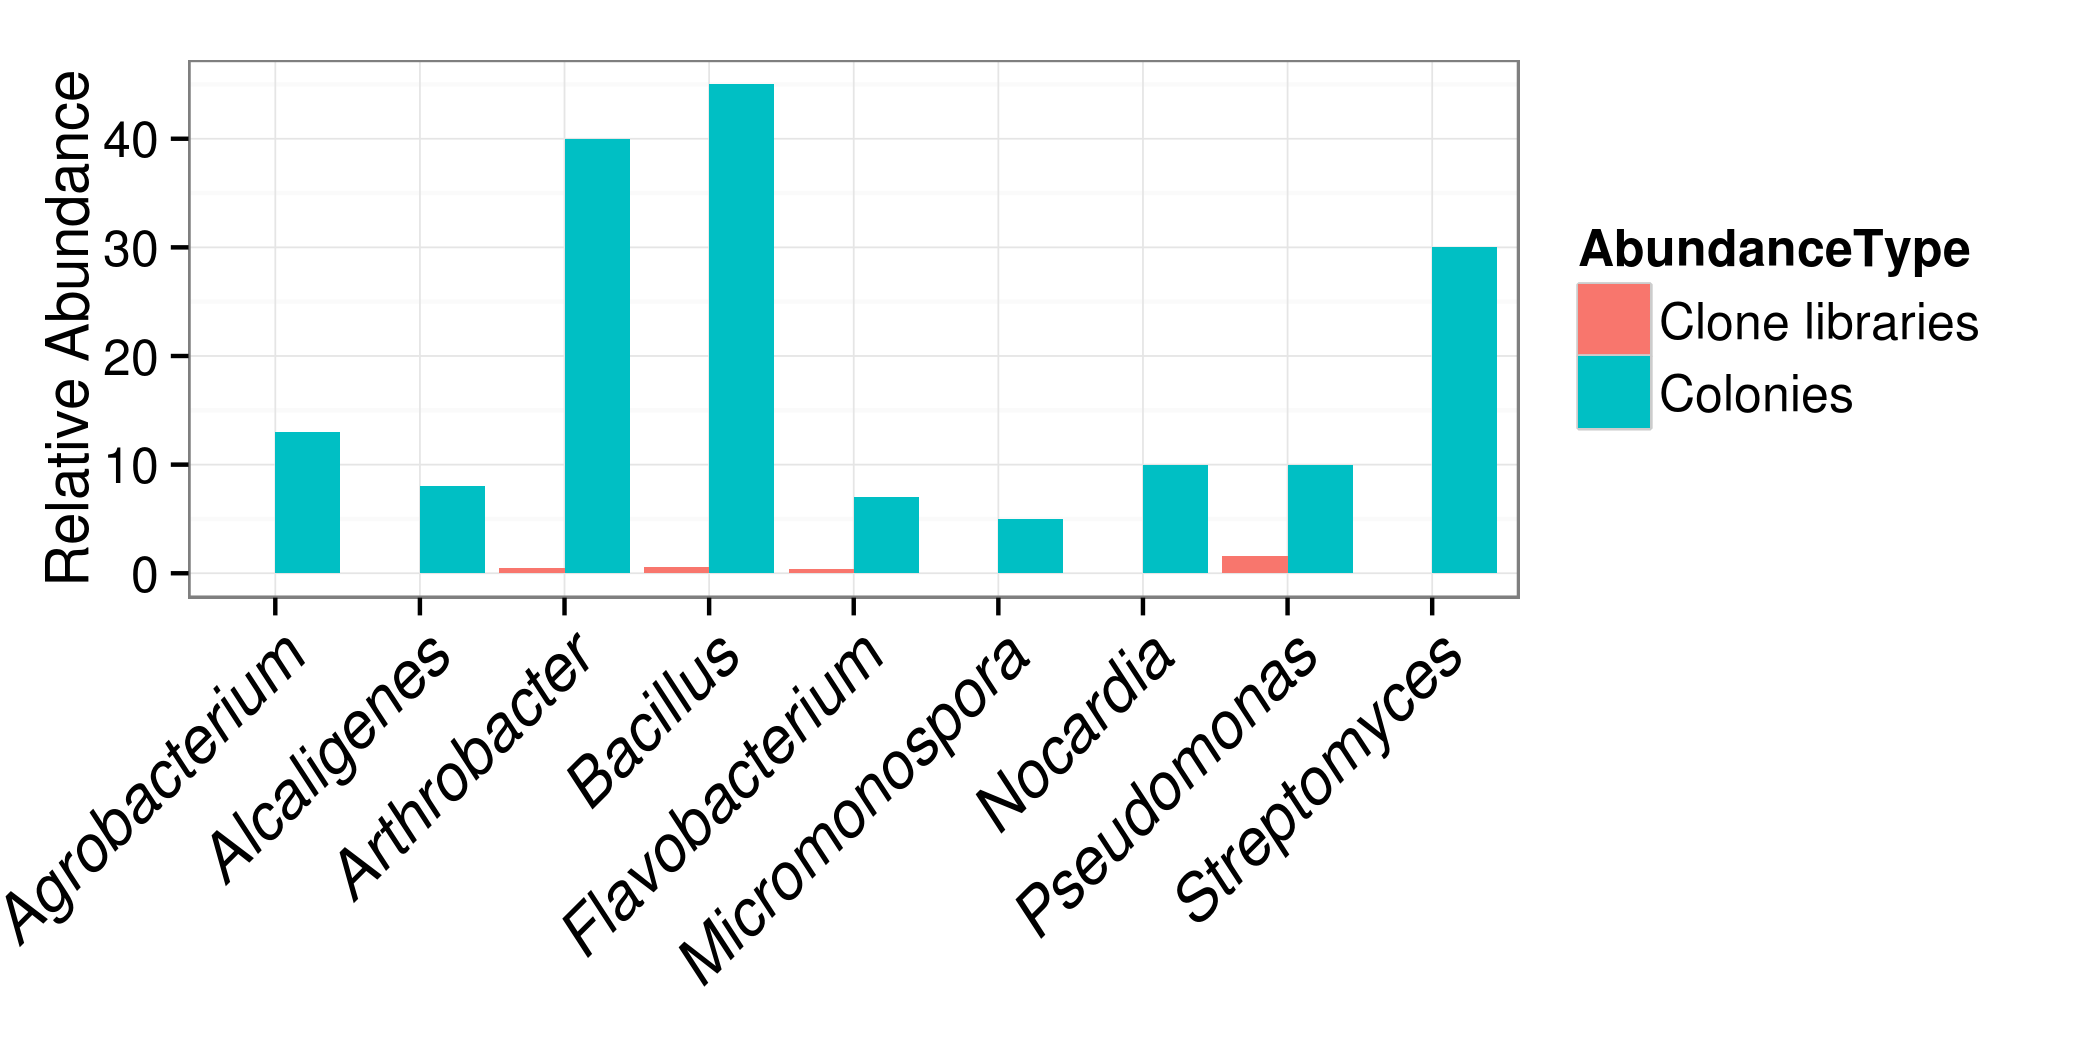 Relative Abundance
40
30
20
10
0
Agrobacterium
Alcaligenes
Arthrobacter
Bacillus
Flavobacterium
Micromonospora
Nocardia
Pseudomonas
Streptomyces
AbundanceType
Clone libraries
Colonies